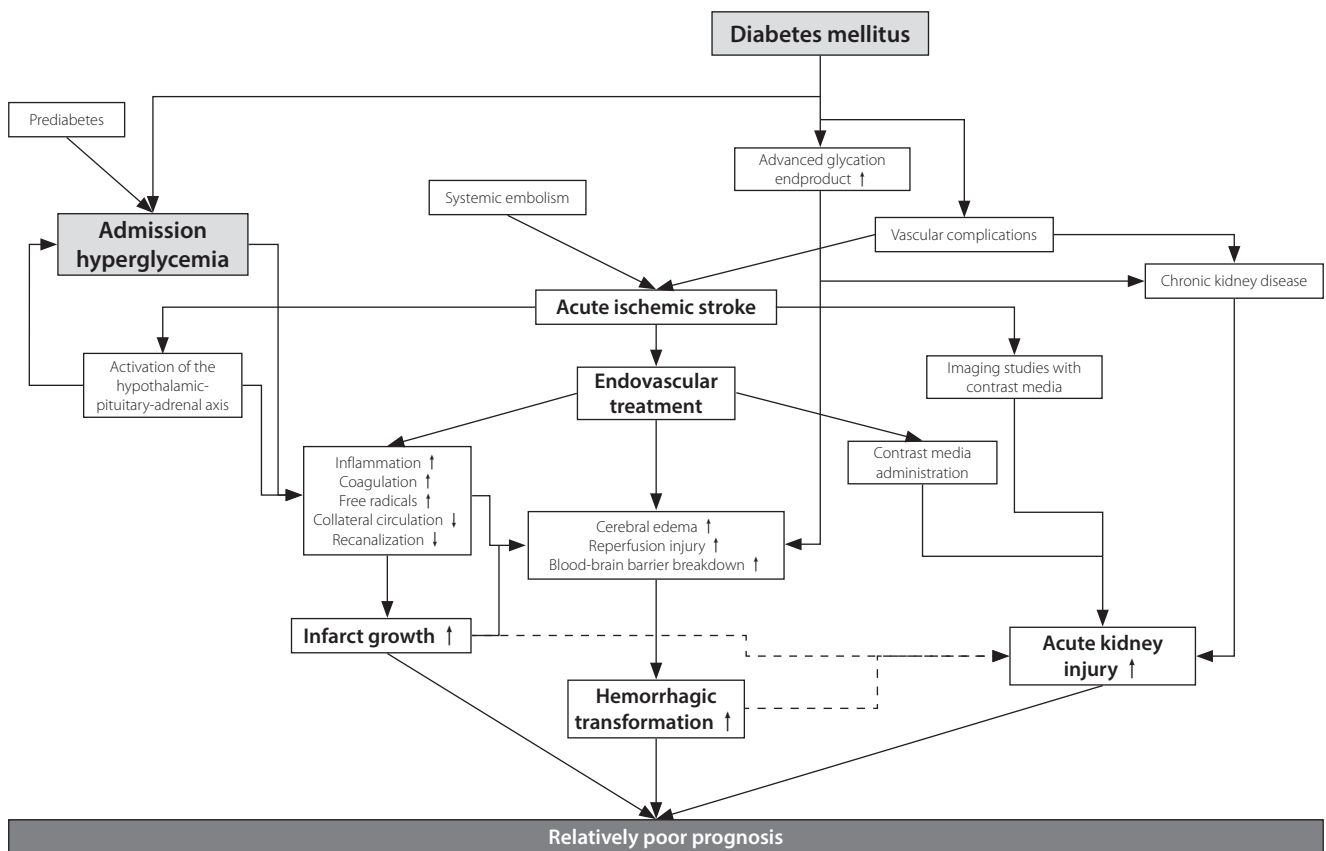 Diabetes mellitus
Prediabetes
Advanced glycation
endproduct ↑
Systemic embolism
Admission
hyperglycemia
Vascular complications
Chronic kidney disease
Acute ischemic stroke
Activation of the
hypothalamic-
pituitary-adrenal axis
Endovascular
treatment
Imaging studies with
contrast media
Inflammation ↑
Coagulation ↑
Free radicals ↑
Collateral circulation ↓
Recanalization ↓
Contrast media
administration
Cerebral edema ↑
Reperfusion injury ↑
Blood-brain barrier breakdown ↑
Infarct growth ↑
Acute kidney
injury ↑
Hemorrhagic
transformation ↑
Relatively poor prognosis